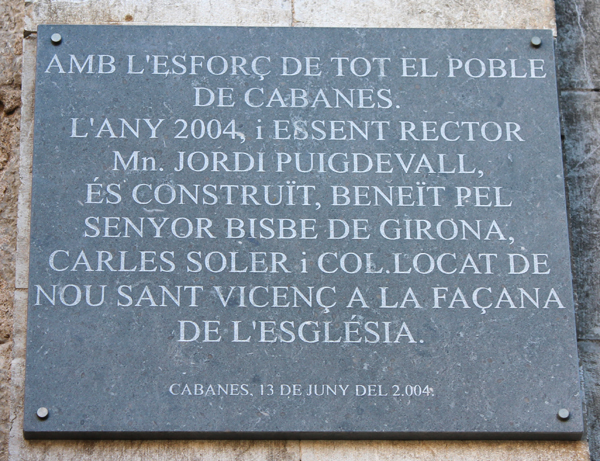 AMB L'ESFORÇ DE TOT EL POBLE
DE CABANES.
L'ANY 2004, i ESSENT RECTOR
Mn. JORDI PUIGDEVALL,
ÉS CONSTRUÏT, BENEÏT PEL
SENYOR BISBE DE GIRONA,
CARLES SOLER i COL.LOCAT DE
NOU SANT VICENÇ A LA FAÇANA
DE L'ESGLÉSIA.
CABANES, 13 DE JUNY DEL 2.004